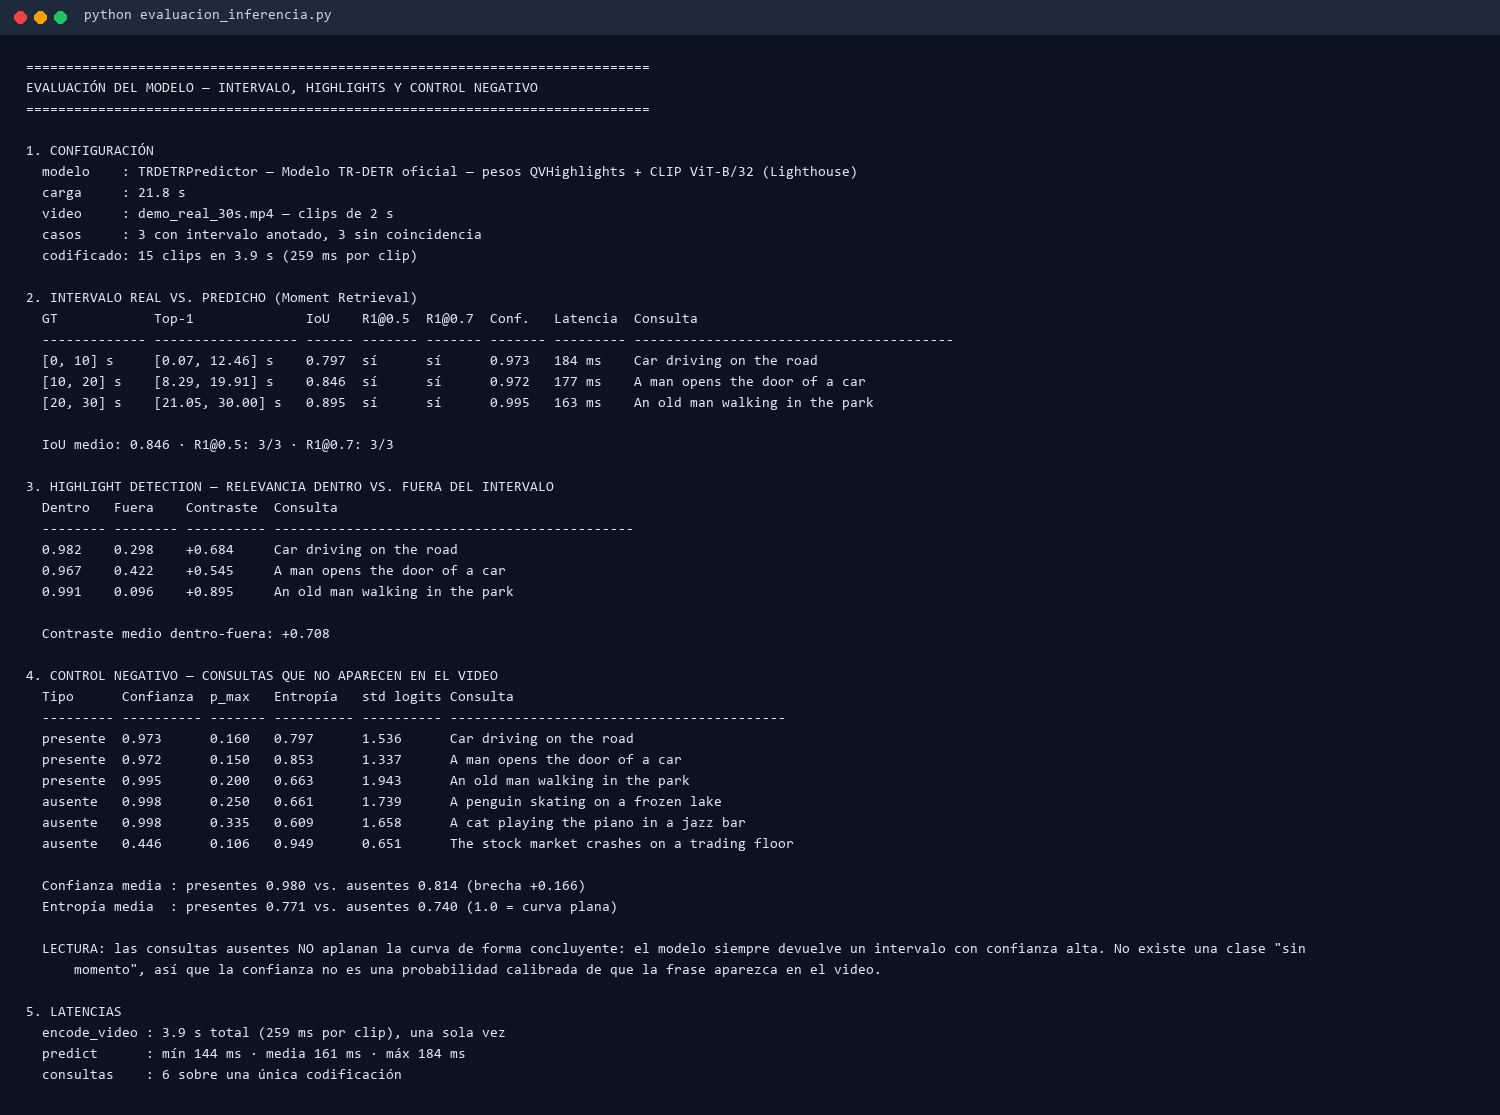 python evaluacion_inferencia.py
==============================================================================
EVALUACIÓN DEL MODELO — INTERVALO, HIGHLIGHTS Y CONTROL NEGATIVO
==============================================================================
1. CONFIGURACIÓN
modelo    : TRDETRPredictor — Modelo TR-DETR oficial — pesos QVHighlights + CLIP ViT-B/32 (Lighthouse)
carga     : 21.8 s
video     : demo_real_30s.mp4 — clips de 2 s
casos     : 3 con intervalo anotado, 3 sin coincidencia
codificado: 15 clips en 3.9 s (259 ms por clip)
2. INTERVALO REAL VS. PREDICHO (Moment Retrieval)
GT            Top-1              IoU    R1@0.5  R1@0.7  Conf.   Latencia  Consulta
------------- ------------------ ------ ------- ------- ------- --------- ----------------------------------------
[0, 10] s     [0.07, 12.46] s    0.797  sí      sí      0.973   184 ms    Car driving on the road
[10, 20] s    [8.29, 19.91] s    0.846  sí      sí      0.972   177 ms    A man opens the door of a car
[20, 30] s    [21.05, 30.00] s   0.895  sí      sí      0.995   163 ms    An old man walking in the park
IoU medio: 0.846 · R1@0.5: 3/3 · R1@0.7: 3/3
3. HIGHLIGHT DETECTION — RELEVANCIA DENTRO VS. FUERA DEL INTERVALO
Dentro   Fuera    Contraste  Consulta
-------- -------- ---------- ---------------------------------------------
0.982    0.298    +0.684     Car driving on the road
0.967    0.422    +0.545     A man opens the door of a car
0.991    0.096    +0.895     An old man walking in the park
Contraste medio dentro-fuera: +0.708
4. CONTROL NEGATIVO — CONSULTAS QUE NO APARECEN EN EL VIDEO
Tipo      Confianza  p_max   Entropía   std logits Consulta
--------- ---------- ------- ---------- ---------- ------------------------------------------
presente  0.973      0.160   0.797      1.536      Car driving on the road
presente  0.972      0.150   0.853      1.337      A man opens the door of a car
presente  0.995      0.200   0.663      1.943      An old man walking in the park
ausente   0.998      0.250   0.661      1.739      A penguin skating on a frozen lake
ausente   0.998      0.335   0.609      1.658      A cat playing the piano in a jazz bar
ausente   0.446      0.106   0.949      0.651      The stock market crashes on a trading floor
Confianza media : presentes 0.980 vs. ausentes 0.814 (brecha +0.166)
Entropía media  : presentes 0.771 vs. ausentes 0.740 (1.0 = curva plana)
LECTURA: las consultas ausentes NO aplanan la curva de forma concluyente: el modelo siempre devuelve un intervalo con confianza alta. No existe una clase "sin
momento", así que la confianza no es una probabilidad calibrada de que la frase aparezca en el video.
5. LATENCIAS
encode_video : 3.9 s total (259 ms por clip), una sola vez
predict      : mín 144 ms · media 161 ms · máx 184 ms
consultas    : 6 sobre una única codificación